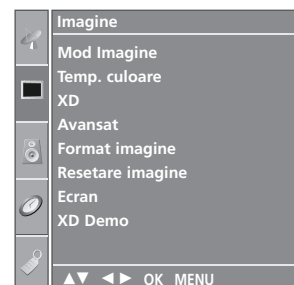 Imagine
Mod Imagine
Temp. culoare
XD
Avansat
Format imagine
Resetare imagine
Ecran
XD Demo
▲▼ ◄► OK MENU